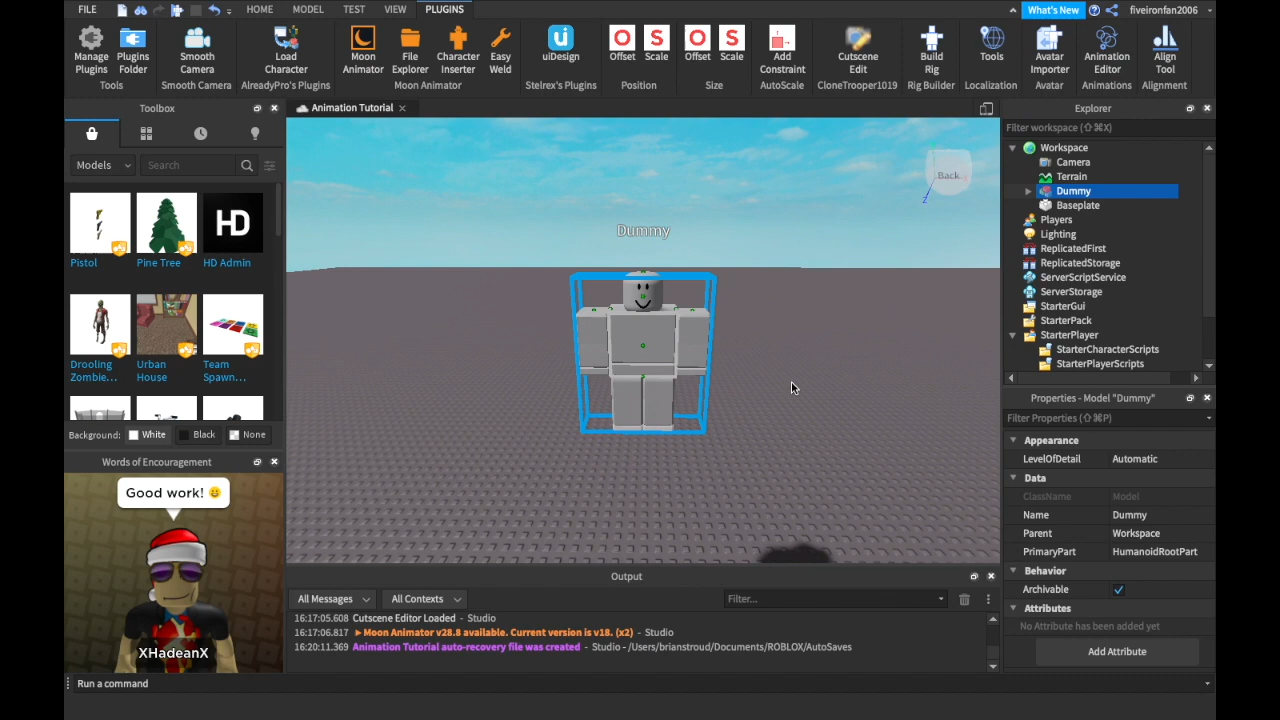 FILE HOME MODEL TEST VIEW PLUGINS What's New fiveironfan2006
Manage Plugins
Plugins Folder
Smooth Camera
Load Character
Moon Animator
File Explorer
Character Inserter
Easy Weld
uiDesign
O Offset
S Scale
O Offset
S Scale
Add Constraint
Cutscene Edit
Build Rig
Tools
Avatar Importer
Animation Editor
Align Tool
Tools Smooth Camera AlreadyPro's Plugins Moon Animator Stelrex's Plugins Position Size AutoScale CloneTrooper1019 Rig Builder Localization Avatar Animations Alignment
Toolbox
Models Search
Pistol Pine Tree HD HD Admin
Drooling Zombie...
Urban House
Team Spawn...
Background: White Black None
Words of Encouragement
Good work!
XHadeanX
Animation Tutorial
Back
Z
Dummy
Output
All Messages All Contexts Filter...
16:17:05.608 Cutscene Editor Loaded - Studio
16:17:06.817 Moon Animator v28.8 available. Current version is v18. (x2) - Studio
16:20:11.369 Animation Tutorial auto-recovery file was created - Studio - /Users/brianstroud/Documents/ROBLOX/AutoSaves
Explorer
Filter workspace (⇧⌘X)
Workspace
Camera
Terrain
Dummy
Baseplate
Players
Lighting
ReplicatedFirst
ReplicatedStorage
ServerScriptService
ServerStorage
StarterGui
StarterPack
StarterPlayer
StarterCharacterScripts
StarterPlayerScripts
Properties - Model "Dummy"
Filter Properties (⇧⌘P)
Appearance
LevelOfDetail Automatic
Data
ClassName Model
Name Dummy
Parent Workspace
PrimaryPart HumanoidRootPart
Behavior
Archivable
Attributes
No Attribute has been added yet
Add Attribute
Run a command